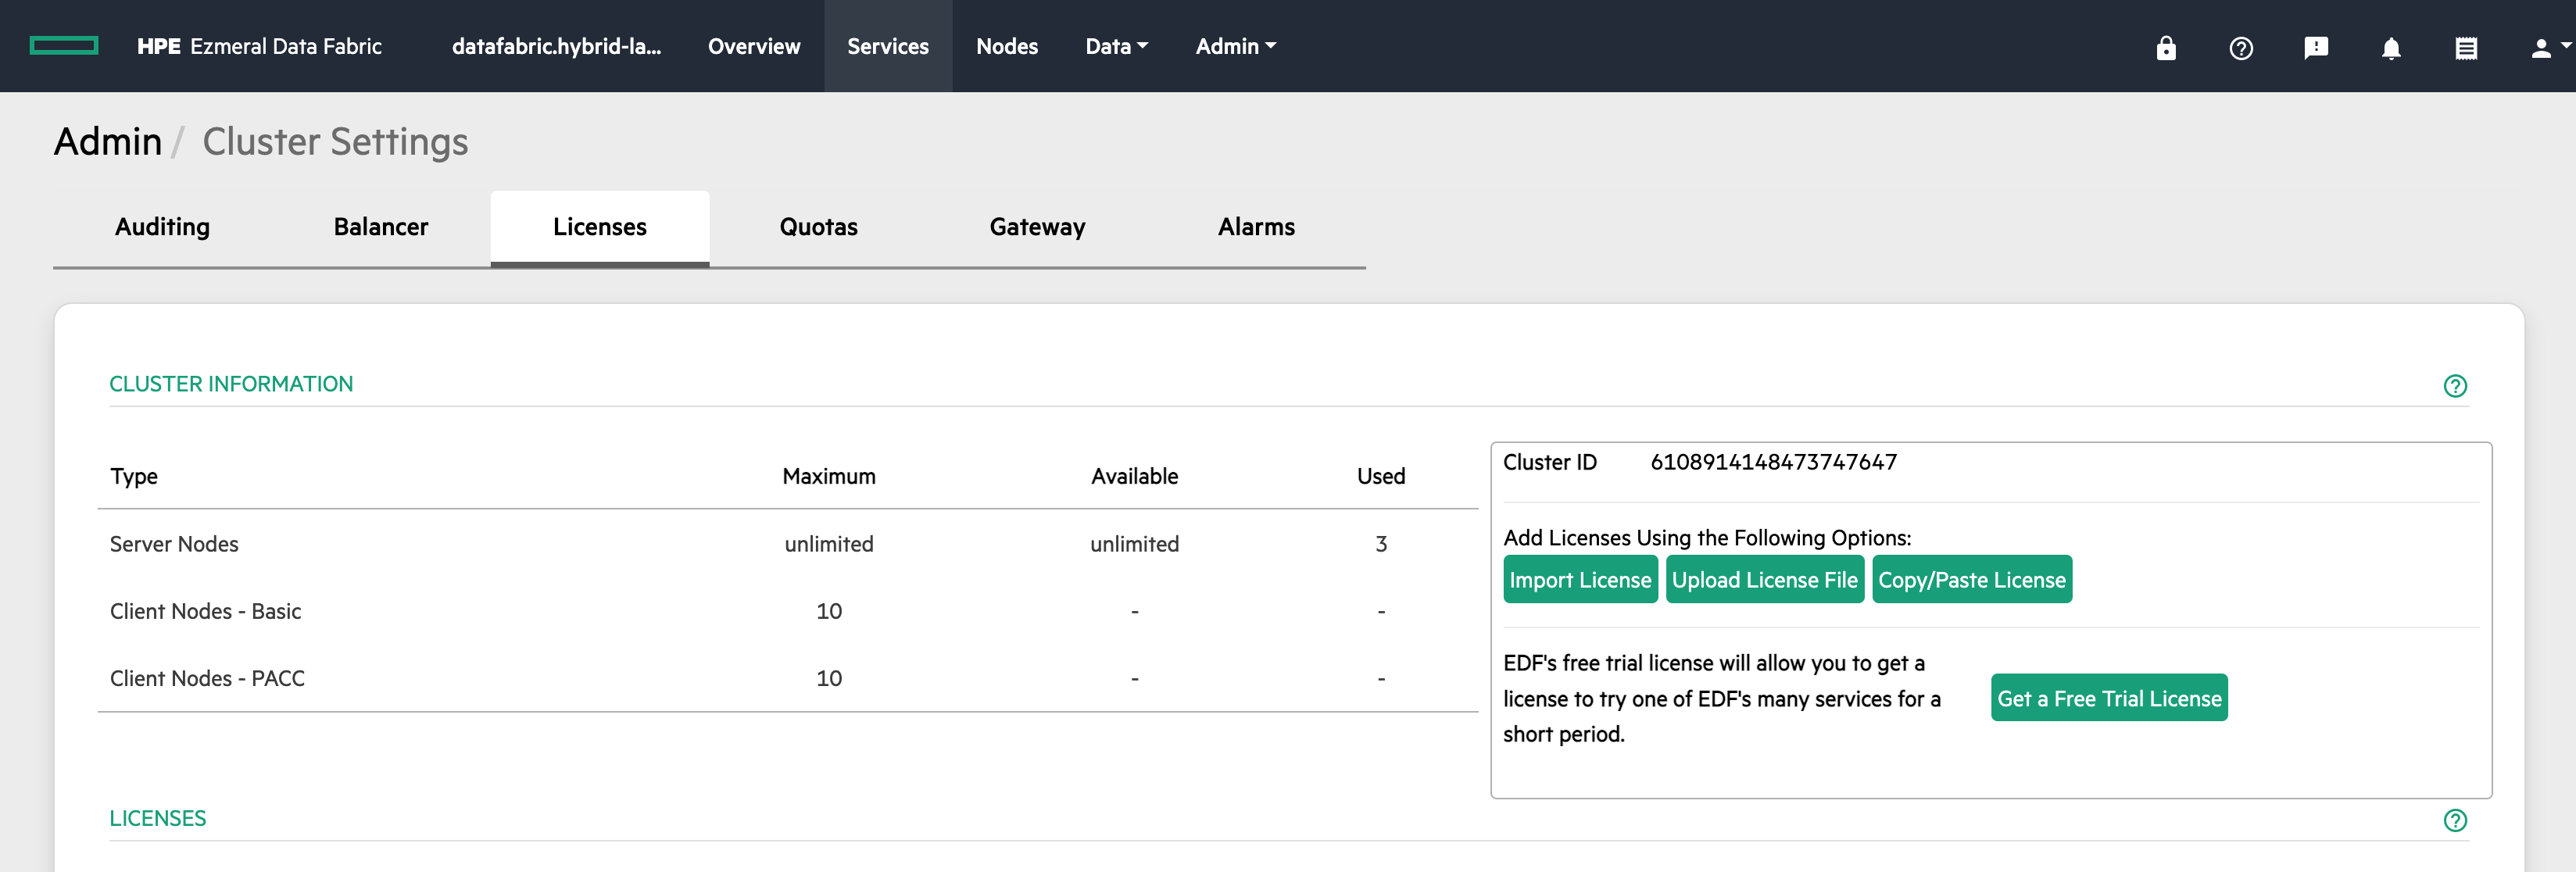 HPE Ezmeral Data Fabric datafabric.hybrid-la... Overview Services Nodes Data Admin
Admin / Cluster Settings
Auditing Balancer Licenses Quotas Gateway Alarms
CLUSTER INFORMATION
Type Maximum Available Used
Server Nodes unlimited unlimited 3
Client Nodes - Basic 10 - -
Client Nodes - PACC 10 - -
Cluster ID 6108914148473747647
Add Licenses Using the Following Options:
Import License Upload License File Copy/Paste License
EDF's free trial license will allow you to get a
license to try one of EDF's many services for a
short period.
Get a Free Trial License
LICENSES